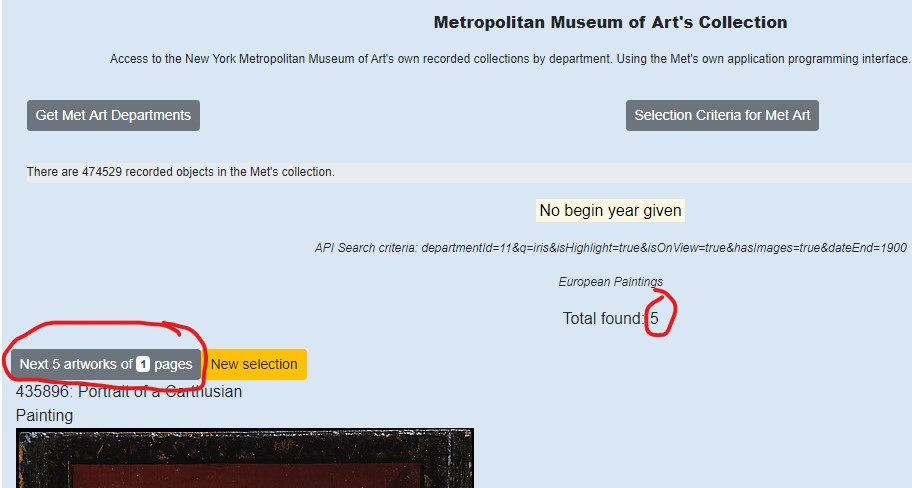 Metropolitan Museum of Art's Collection
Access to the New York Metropolitan Museum of Art's own recorded collections by department. Using the Met's own application programming interface.
Get Met Art Departments
Selection Criteria for Met Art
There are 474529 recorded objects in the Met's collection.
No begin year given
API Search criteria: departmentId=11&q=iris&isHighlight=true&isOnView=true&hasImages=true&dateEnd=1900
European Paintings
Total found: 5
Next 5 artworks of 1 pages New selection
435896: Portrait of a Carthusian
Painting